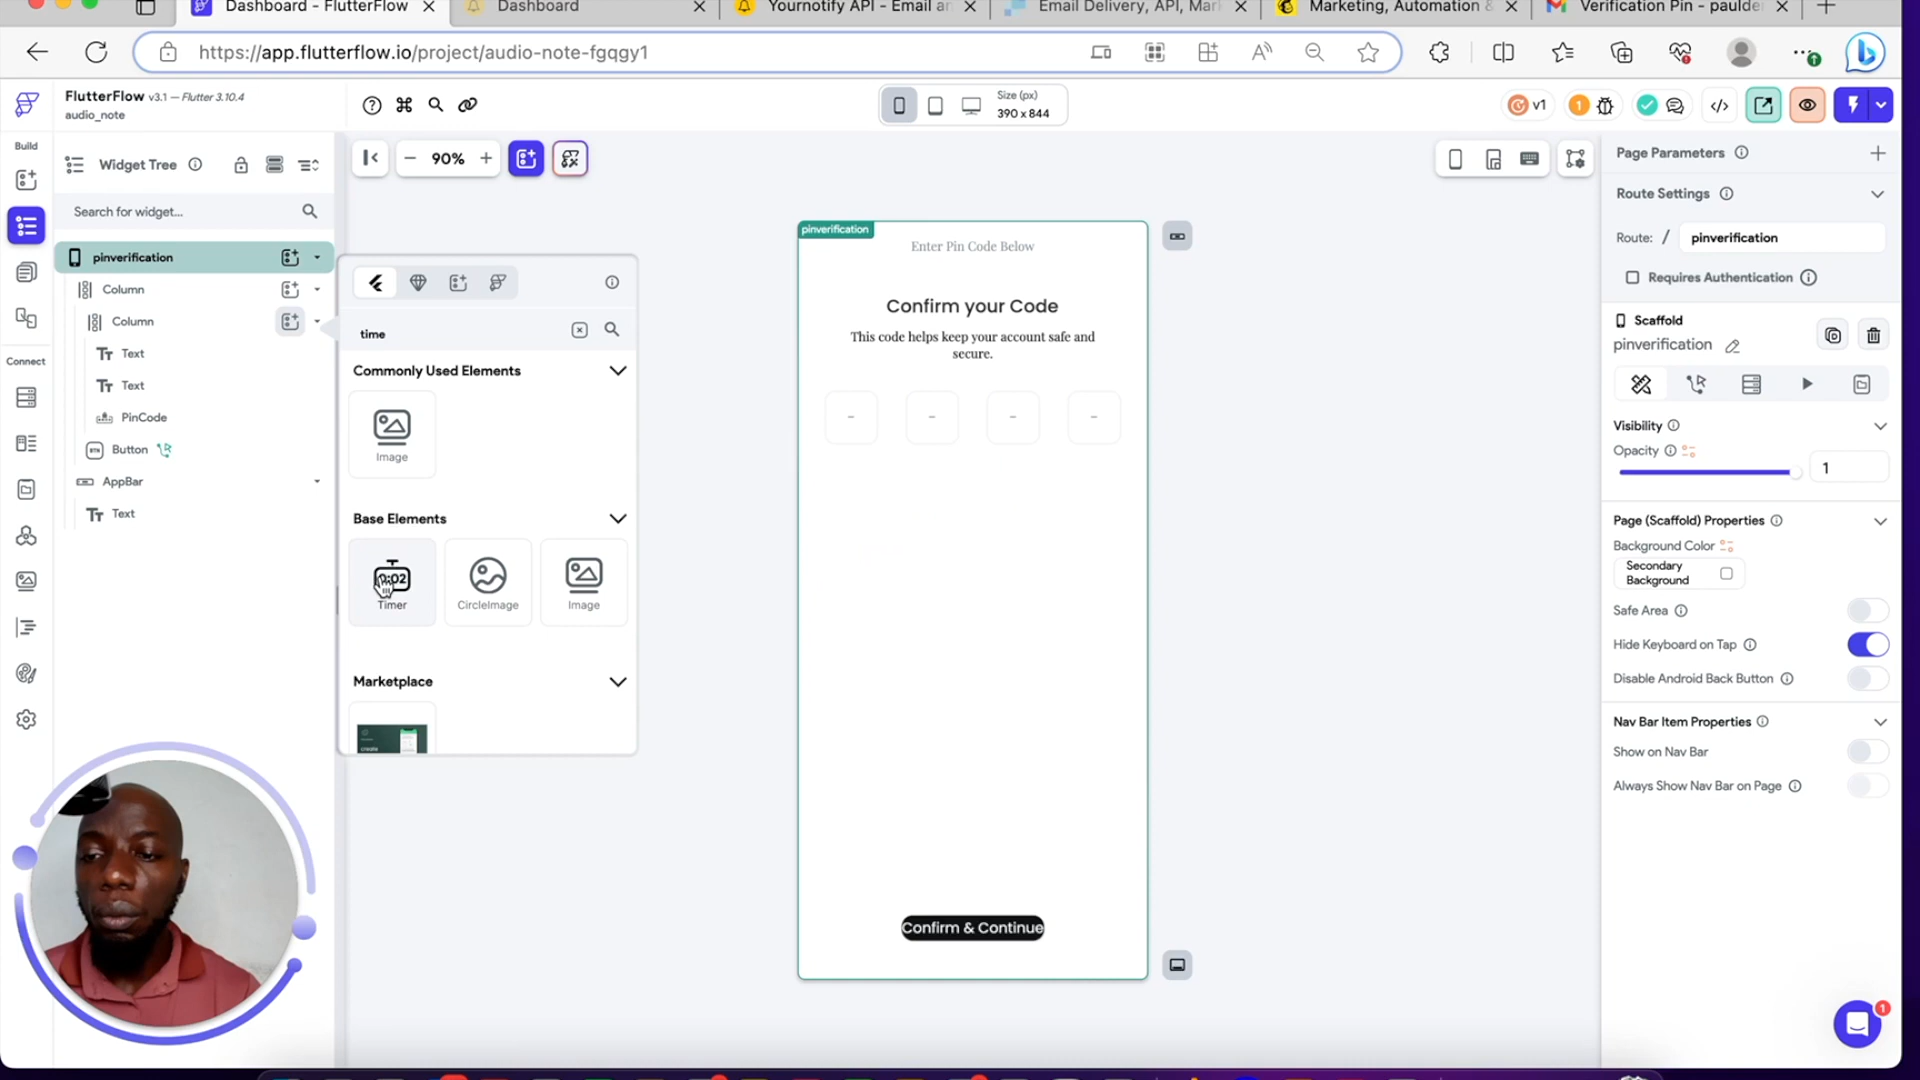 Dashboard - FlutterFlow
Dashboard
Yournotify API - Email an
Email Delivery, API, Mark
Marketing, Automation &
Verification Pin - paulde
https://app.flutterflow.io/project/audio-note-fgqgy1
FlutterFlow v3.1 – Flutter 3.10.4
audio_note
Size (px)
390 x 844
v1
1
Build
Widget Tree
90%
Search for widget...
pinverification
Column
Column
Text
Text
PinCode
Button
AppBar
Text
Connect
time
Commonly Used Elements
Image
Base Elements
Timer
CircleImage
Image
Marketplace
create
pinverification
Enter Pin Code Below
Confirm your Code
This code helps keep your account safe and
secure.
- - - -
Confirm & Continue
Page Parameters
Route Settings
Route: / pinverification
Requires Authentication
Scaffold
pinverification
Visibility
Opacity
1
Page (Scaffold) Properties
Background Color
Secondary
Background
Safe Area
Hide Keyboard on Tap
Disable Android Back Button
Nav Bar Item Properties
Show on Nav Bar
Always Show Nav Bar on Page
1